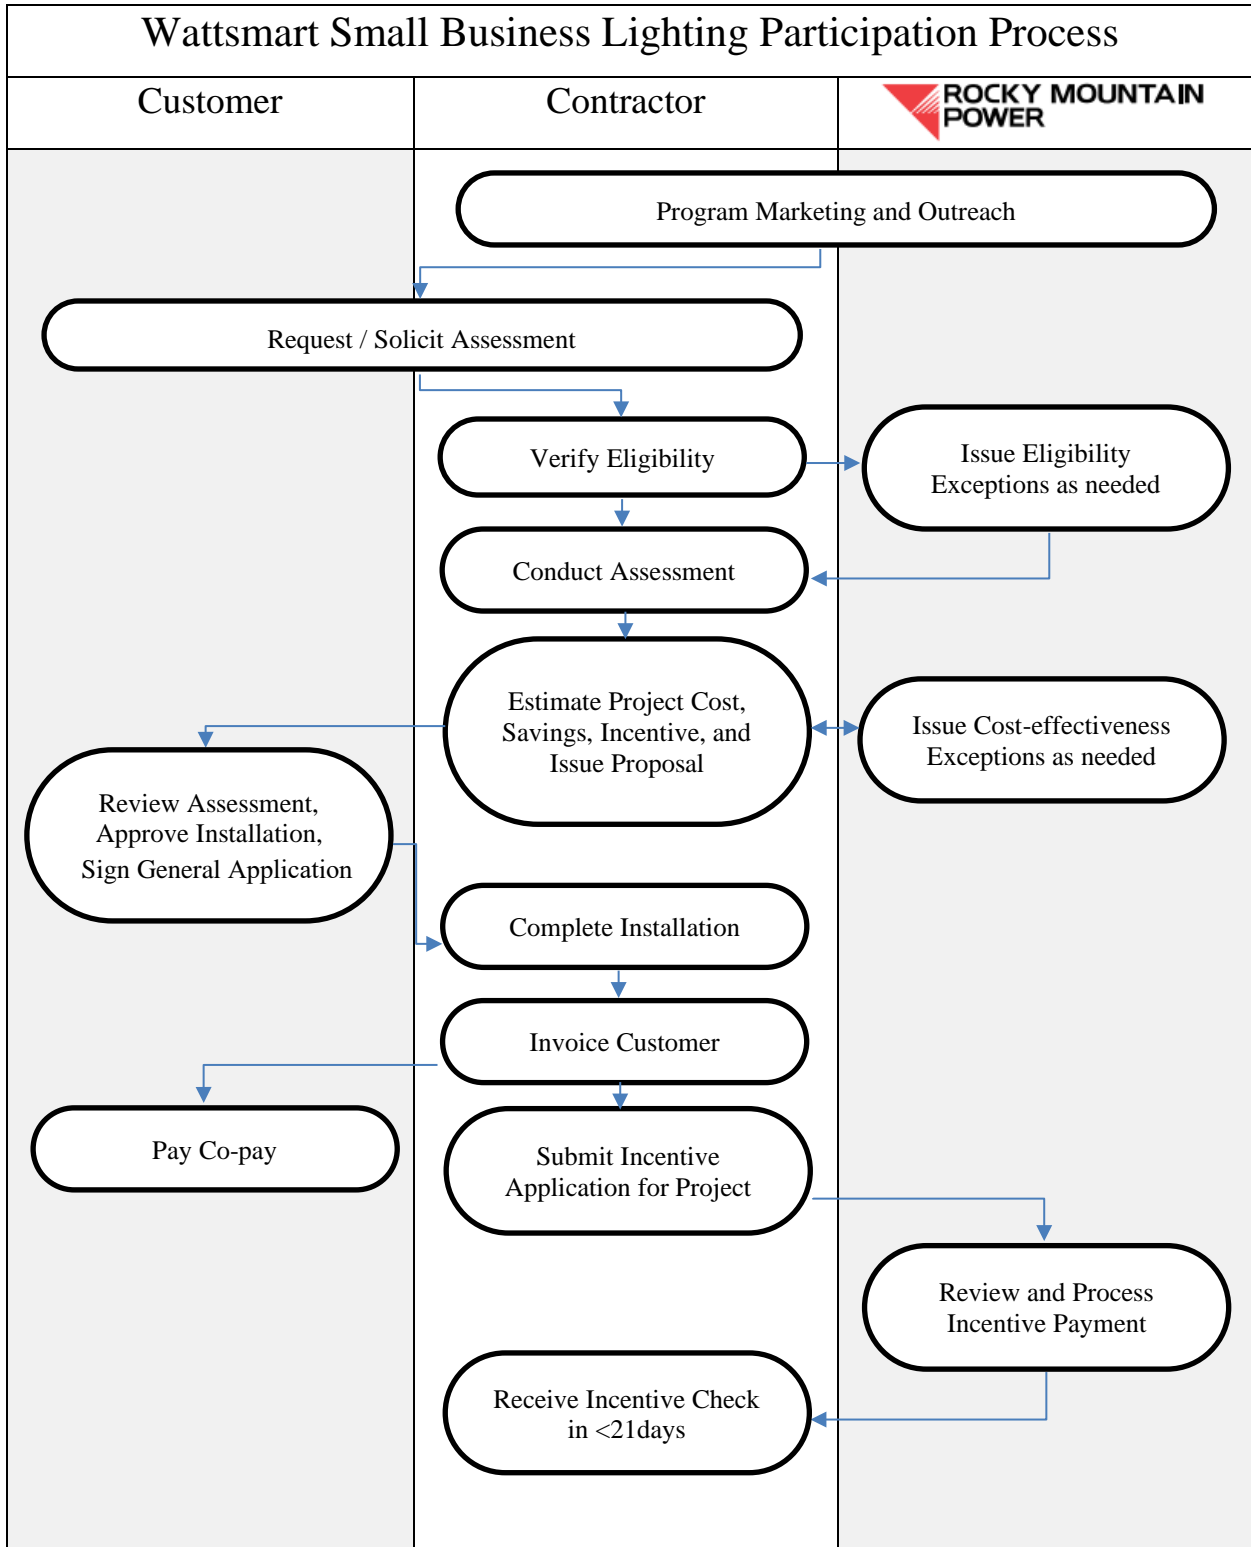 Wattsmart Small Business Lighting Participation Process
Customer
Contractor
ROCKY MOUNTAIN
POWER
Program Marketing and Outreach
Request / Solicit Assessment
Verify Eligibility
Issue Eligibility
Exceptions as needed
Conduct Assessment
Estimate Project Cost,
Savings, Incentive, and
Issue Proposal
Issue Cost-effectiveness
Exceptions as needed
Review Assessment,
Approve Installation,
Sign General Application
Complete Installation
Invoice Customer
Pay Co-pay
Submit Incentive
Application for Project
Review and Process
Incentive Payment
Receive Incentive Check
in <21days